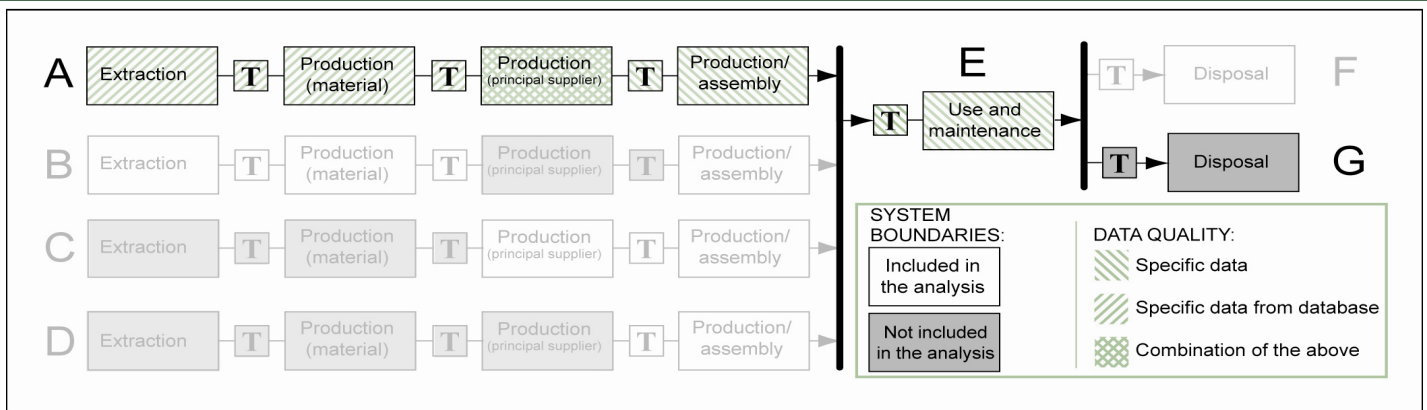 A
Extraction
T
Production
(material)
T
Production
(principal supplier)
T
Production/
assembly
B
Extraction
T
Production
(material)
T
Production
(principal supplier)
T
Production/
assembly
C
Extraction
T
Production
(material)
T
Production
(principal supplier)
T
Production/
assembly
D
Extraction
T
Production
(material)
T
Production
(principal supplier)
T
Production/
assembly
E
T
Use and
maintenance
T
Disposal
F
T
Disposal
G
SYSTEM
BOUNDARIES:
Included in
the analysis
Not included
in the analysis
DATA QUALITY:
Specific data
Specific data from database
Combination of the above